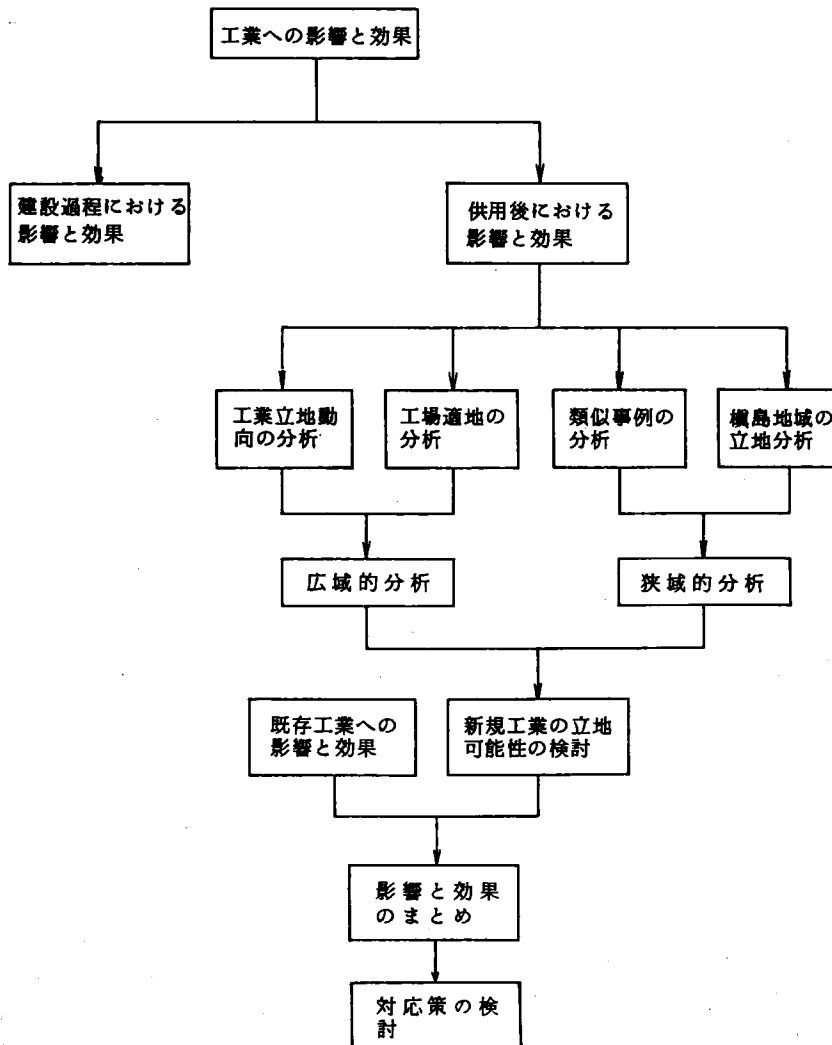 工業への影響と効果
建設過程における
影響と効果
供用後における
影響と効果
工業立地動
向の分析
工場適地の
分析
類似事例の
分析
槇島地域の
立地分析
広域的分析
狭域的分析
既存工業への
影響と効果
新規工業の立地
可能性の検討
影響と効果
のまとめ
対応策の検
討